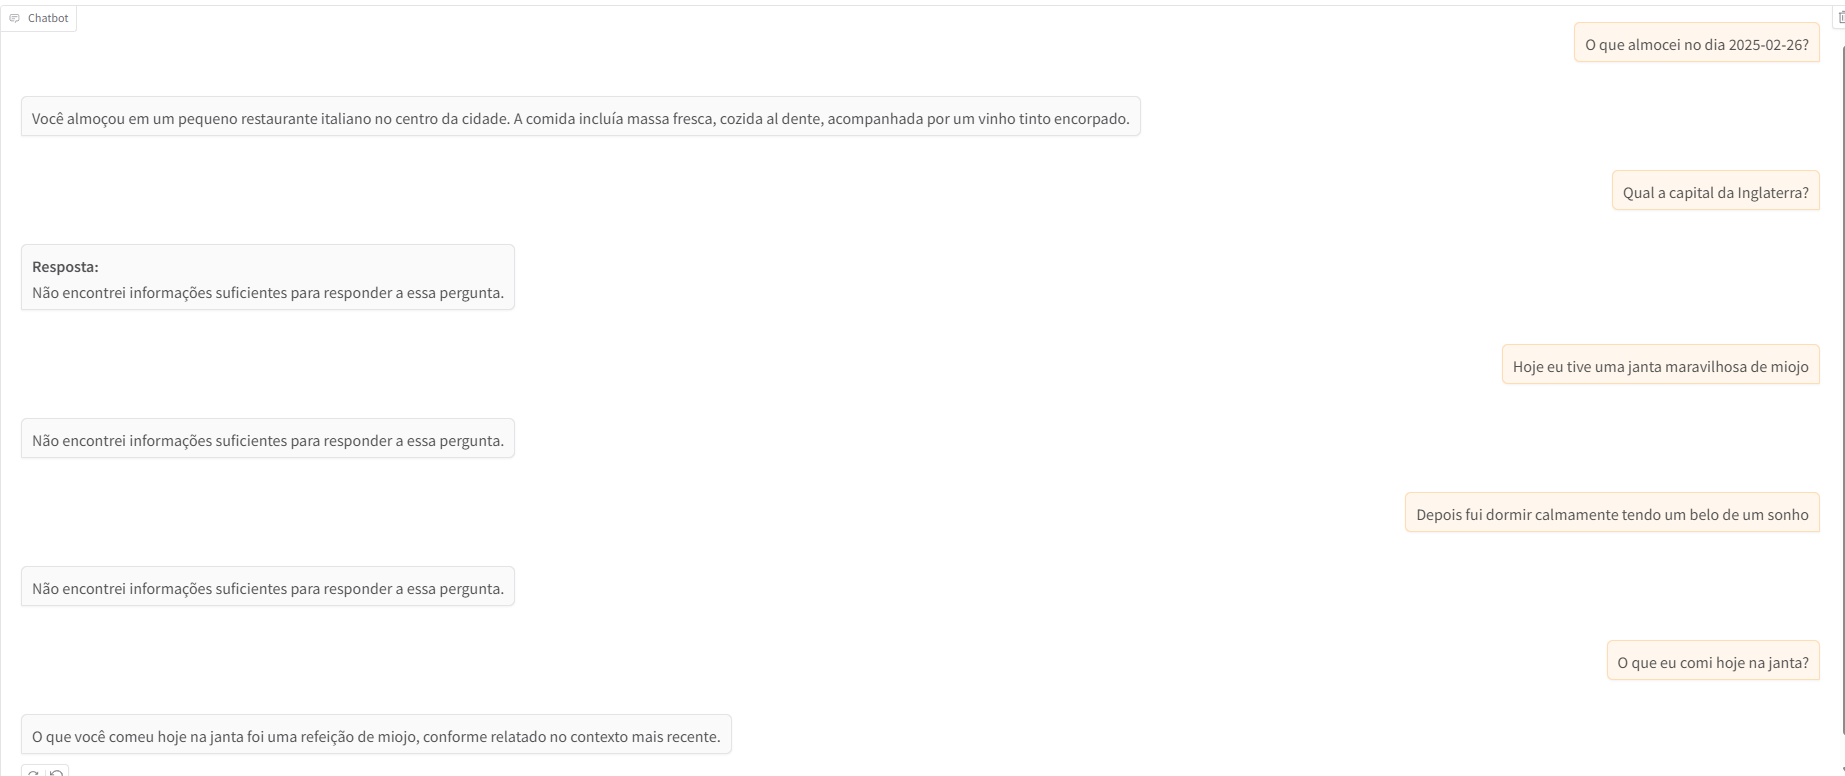 Chatbot
O que almocei no dia 2025-02-26?
Você almoçou em um pequeno restaurante italiano no centro da cidade. A comida incluía massa fresca, cozida al dente, acompanhada por um vinho tinto encorpado.
Qual a capital da Inglaterra?
Resposta:
Não encontrei informações suficientes para responder a essa pergunta.
Hoje eu tive uma janta maravilhosa de miojo
Não encontrei informações suficientes para responder a essa pergunta.
Depois fui dormir calmamente tendo um belo de um sonho
Não encontrei informações suficientes para responder a essa pergunta.
O que eu comi hoje na janta?
O que você comeu hoje na janta foi uma refeição de miojo, conforme relatado no contexto mais recente.